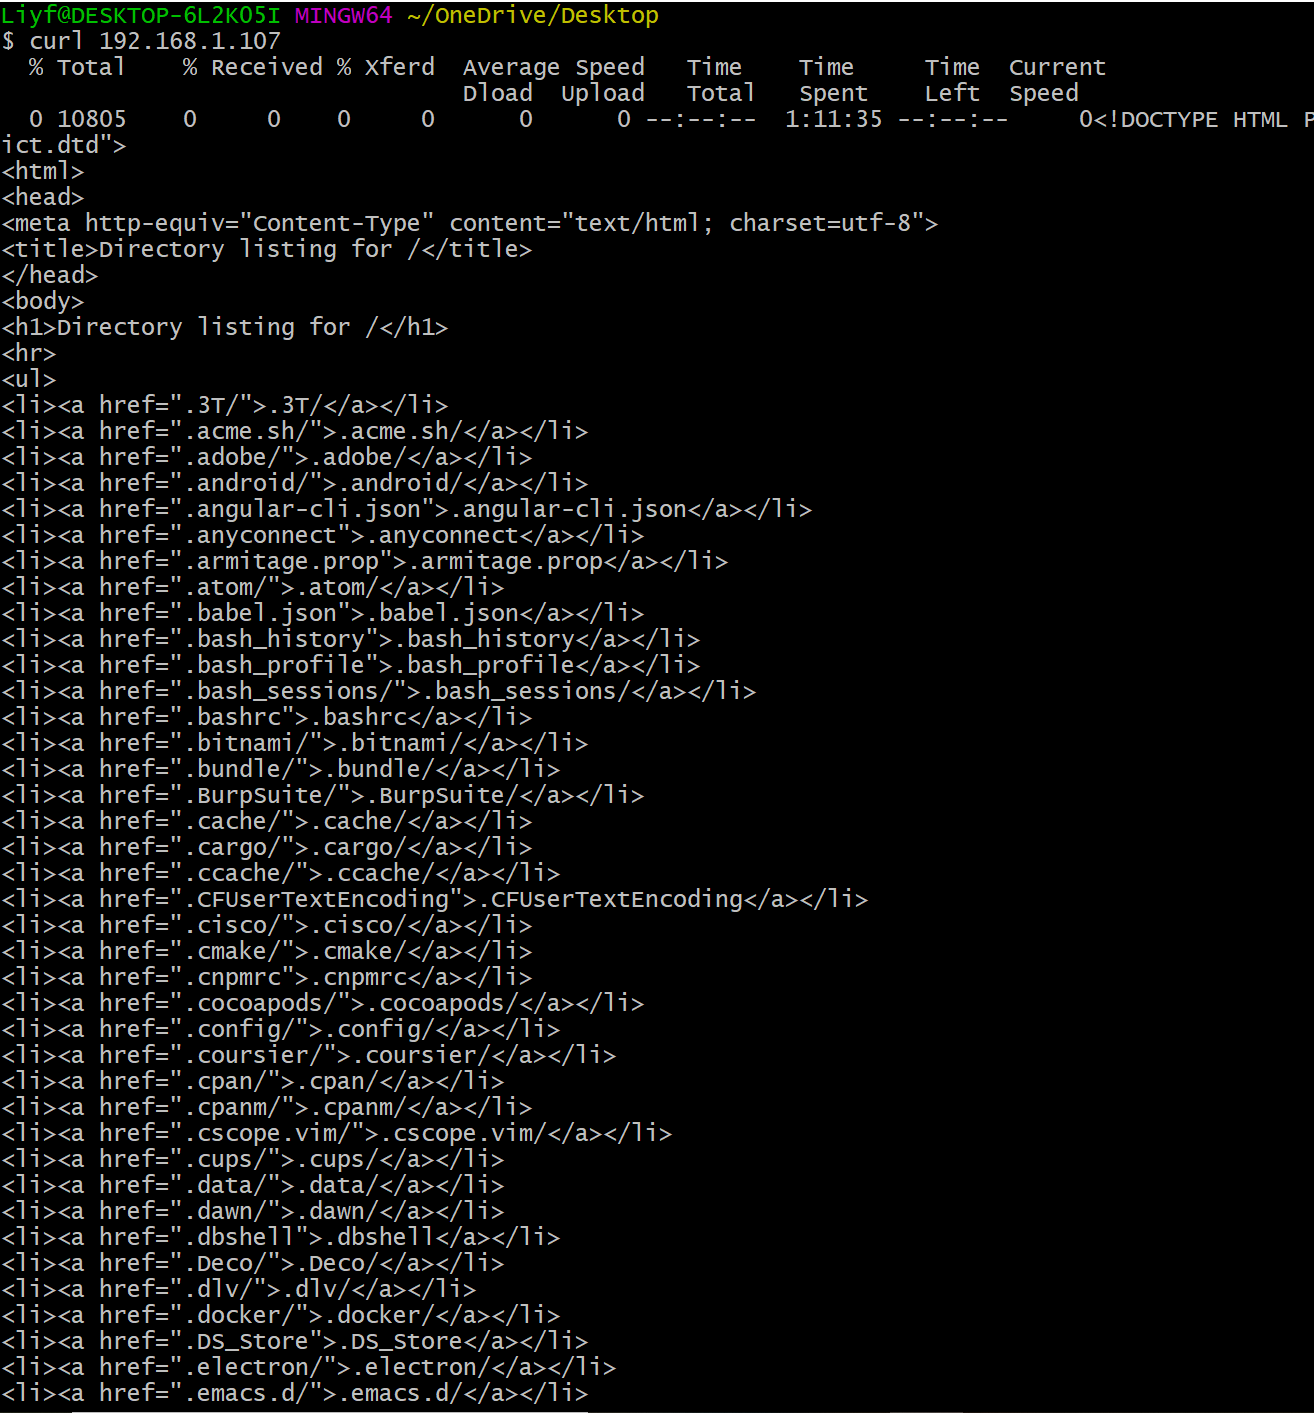 Liyf@DESKTOP-6L2KO5I MINGW64 ~/OneDrive/Desktop
$ curl 192.168.1.107
  % Total    % Received % Xferd  Average Speed   Time    Time     Time  Current
                                 Dload  Upload   Total   Spent    Left  Speed
  0 10805    0     0    0     0      0      0 --:--:--  1:11:35 --:--:--     0<!DOCTYPE HTML P
ict.dtd">
<html>
<head>
<meta http-equiv="Content-Type" content="text/html; charset=utf-8">
<title>Directory listing for /</title>
</head>
<body>
<h1>Directory listing for /</h1>
<hr>
<ul>
<li><a href=".3T/">.3T/</a></li>
<li><a href=".acme.sh/">.acme.sh/</a></li>
<li><a href=".adobe/">.adobe/</a></li>
<li><a href=".android/">.android/</a></li>
<li><a href=".angular-cli.json">.angular-cli.json</a></li>
<li><a href=".anyconnect">.anyconnect</a></li>
<li><a href=".armitage.prop">.armitage.prop</a></li>
<li><a href=".atom/">.atom/</a></li>
<li><a href=".babel.json">.babel.json</a></li>
<li><a href=".bash_history">.bash_history</a></li>
<li><a href=".bash_profile">.bash_profile</a></li>
<li><a href=".bash_sessions/">.bash_sessions/</a></li>
<li><a href=".bashrc">.bashrc</a></li>
<li><a href=".bitnami/">.bitnami/</a></li>
<li><a href=".bundle/">.bundle/</a></li>
<li><a href=".BurpSuite/">.BurpSuite/</a></li>
<li><a href=".cache/">.cache/</a></li>
<li><a href=".cargo/">.cargo/</a></li>
<li><a href=".ccache/">.ccache/</a></li>
<li><a href=".CFUserTextEncoding">.CFUserTextEncoding</a></li>
<li><a href=".cisco/">.cisco/</a></li>
<li><a href=".cmake/">.cmake/</a></li>
<li><a href=".cnpmrc">.cnpmrc</a></li>
<li><a href=".cocoapods/">.cocoapods/</a></li>
<li><a href=".config/">.config/</a></li>
<li><a href=".coursier/">.coursier/</a></li>
<li><a href=".cpan/">.cpan/</a></li>
<li><a href=".cpanm/">.cpanm/</a></li>
<li><a href=".cscope.vim/">.cscope.vim/</a></li>
<li><a href=".cups/">.cups/</a></li>
<li><a href=".data/">.data/</a></li>
<li><a href=".dawn/">.dawn/</a></li>
<li><a href=".dbshell">.dbshell</a></li>
<li><a href=".Deco/">.Deco/</a></li>
<li><a href=".dlv/">.dlv/</a></li>
<li><a href=".docker/">.docker/</a></li>
<li><a href=".DS_Store">.DS_Store</a></li>
<li><a href=".electron/">.electron/</a></li>
<li><a href=".emacs.d/">.emacs.d/</a></li>